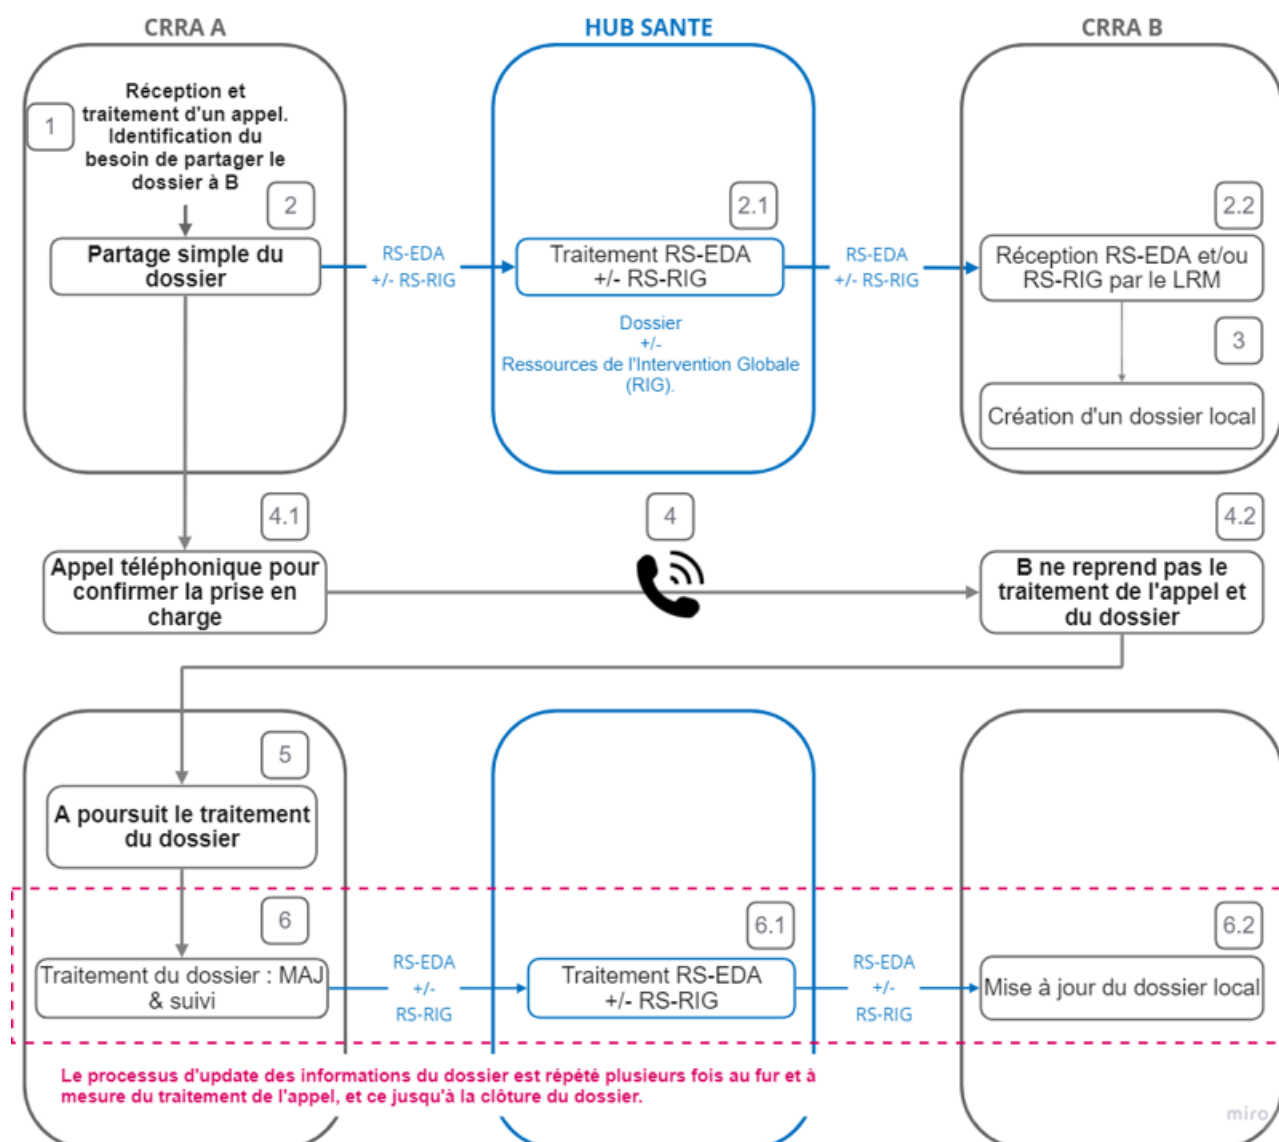 CRRA A
HUB SANTE
CRRA B
1
Réception et
traitement d'un appel.
Identification du
besoin de partager le
dossier à B
2
2.1
2.2
Partage simple du
dossier
RS-EDA
+/- RS-RIG
Traitement RS-EDA
+/- RS-RIG
RS-EDA
+/- RS-RIG
Réception RS-EDA et/ou
RS-RIG par le LRM
Dossier
+/-
Ressources de l'Intervention Globale
(RIG).
3
Création d'un dossier local
4.1
4
4.2
Appel téléphonique pour
confirmer la prise en
charge
B ne reprend pas le
traitement de l'appel et
du dossier
5
A poursuit le traitement
du dossier
6
6.1
6.2
Traitement du dossier : MAJ
& suivi
RS-EDA
+/-
RS-RIG
Traitement RS-EDA
+/- RS-RIG
RS-EDA
+/-
RS-RIG
Mise à jour du dossier local
Le processus d'update des informations du dossier est répété plusieurs fois au fur et à
mesure du traitement de l'appel, et ce jusqu'à la clôture du dossier.
miro